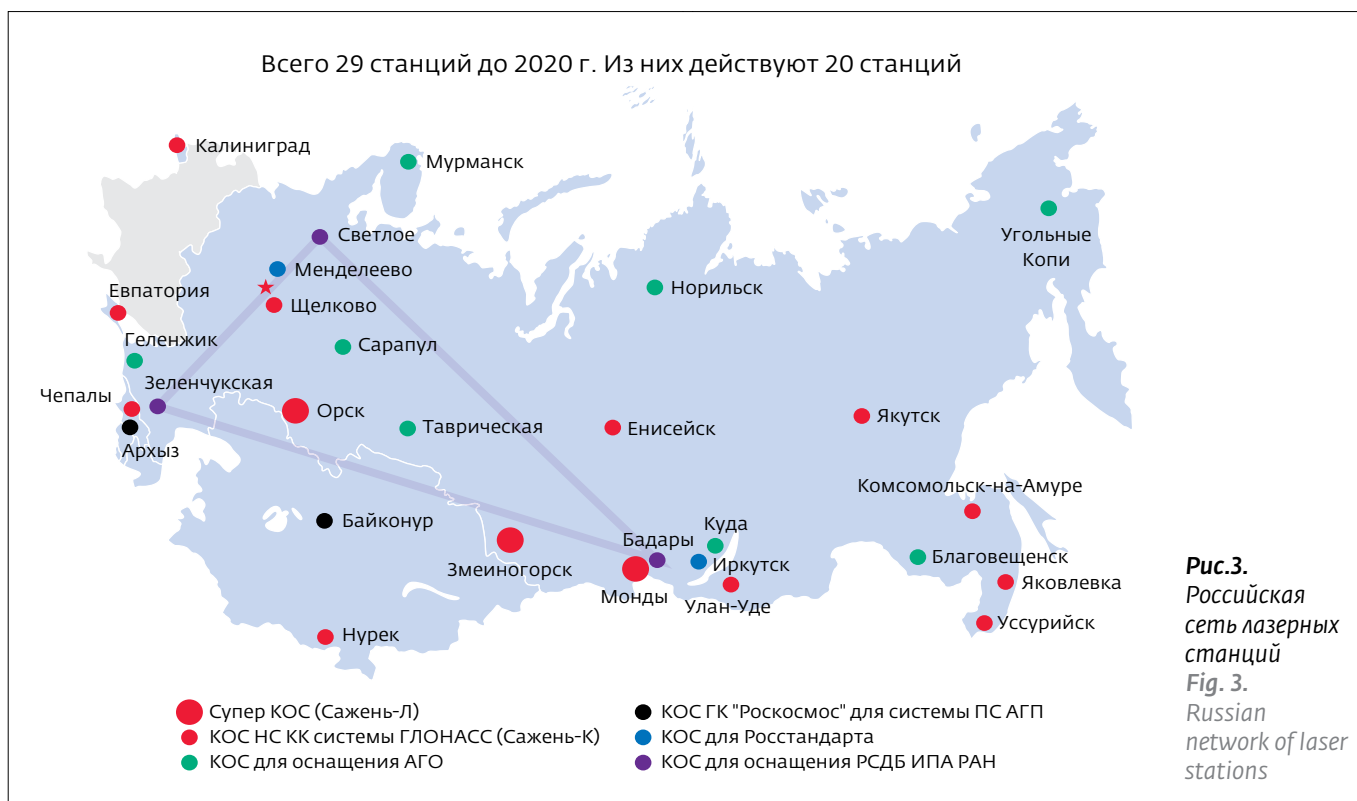 Всего 29 станций до 2020 г. Из них действуют 20 станций
Калининград
Мурманск
Светлое
Угольные
Копи
Менделеево
Евпатория
Норильск
Щелково
Геленжик
Сарапул
Зеленчукская
Чепалы
Орск
Таврическая
Енисейск
Якутск
Архыз
Комсомольск-на-Амуре
Байконур
Куда
Бадары
Иркутск
Благовещенск
Змеиногорск
Монды
Улан-Уде
Яковлевка
Уссурийск
Нурек
Супер КОС (Сажень-Л)
КОС НС КК системы ГЛОНАСС (Сажень-К)
КОС для оснащения АГО
КОС ГК "Роскосмос" для системы ПС АГП
КОС для Росстандарта
КОС для оснащения РСДБ ИПА РАН
Рис.3.
Российская
сеть лазерных
станций
Fig. 3.
Russian
network of laser
stations